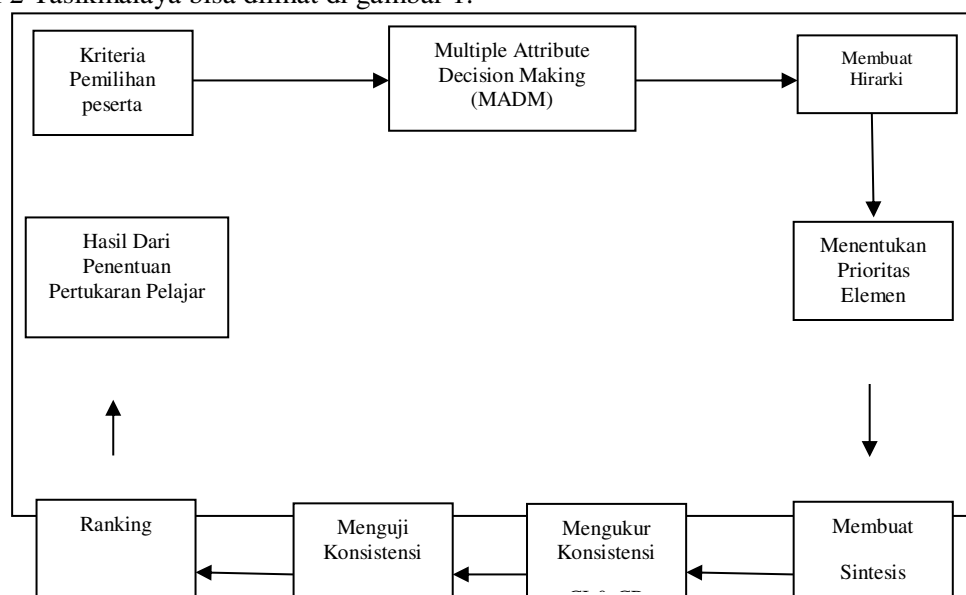 2 Tasikmalaya bisa dilihat di gambar 1.
Kriteria
Pemilihan
peserta
Multiple Attribute
Decision Making
(MADM)
Membuat
Hirarki
Hasil Dari
Penentuan
Pertukaran Pelajar
Menentukan
Prioritas
Elemen
Ranking
Menguji
Konsistensi
Mengukur
Konsistensi
Membuat
Sintesis